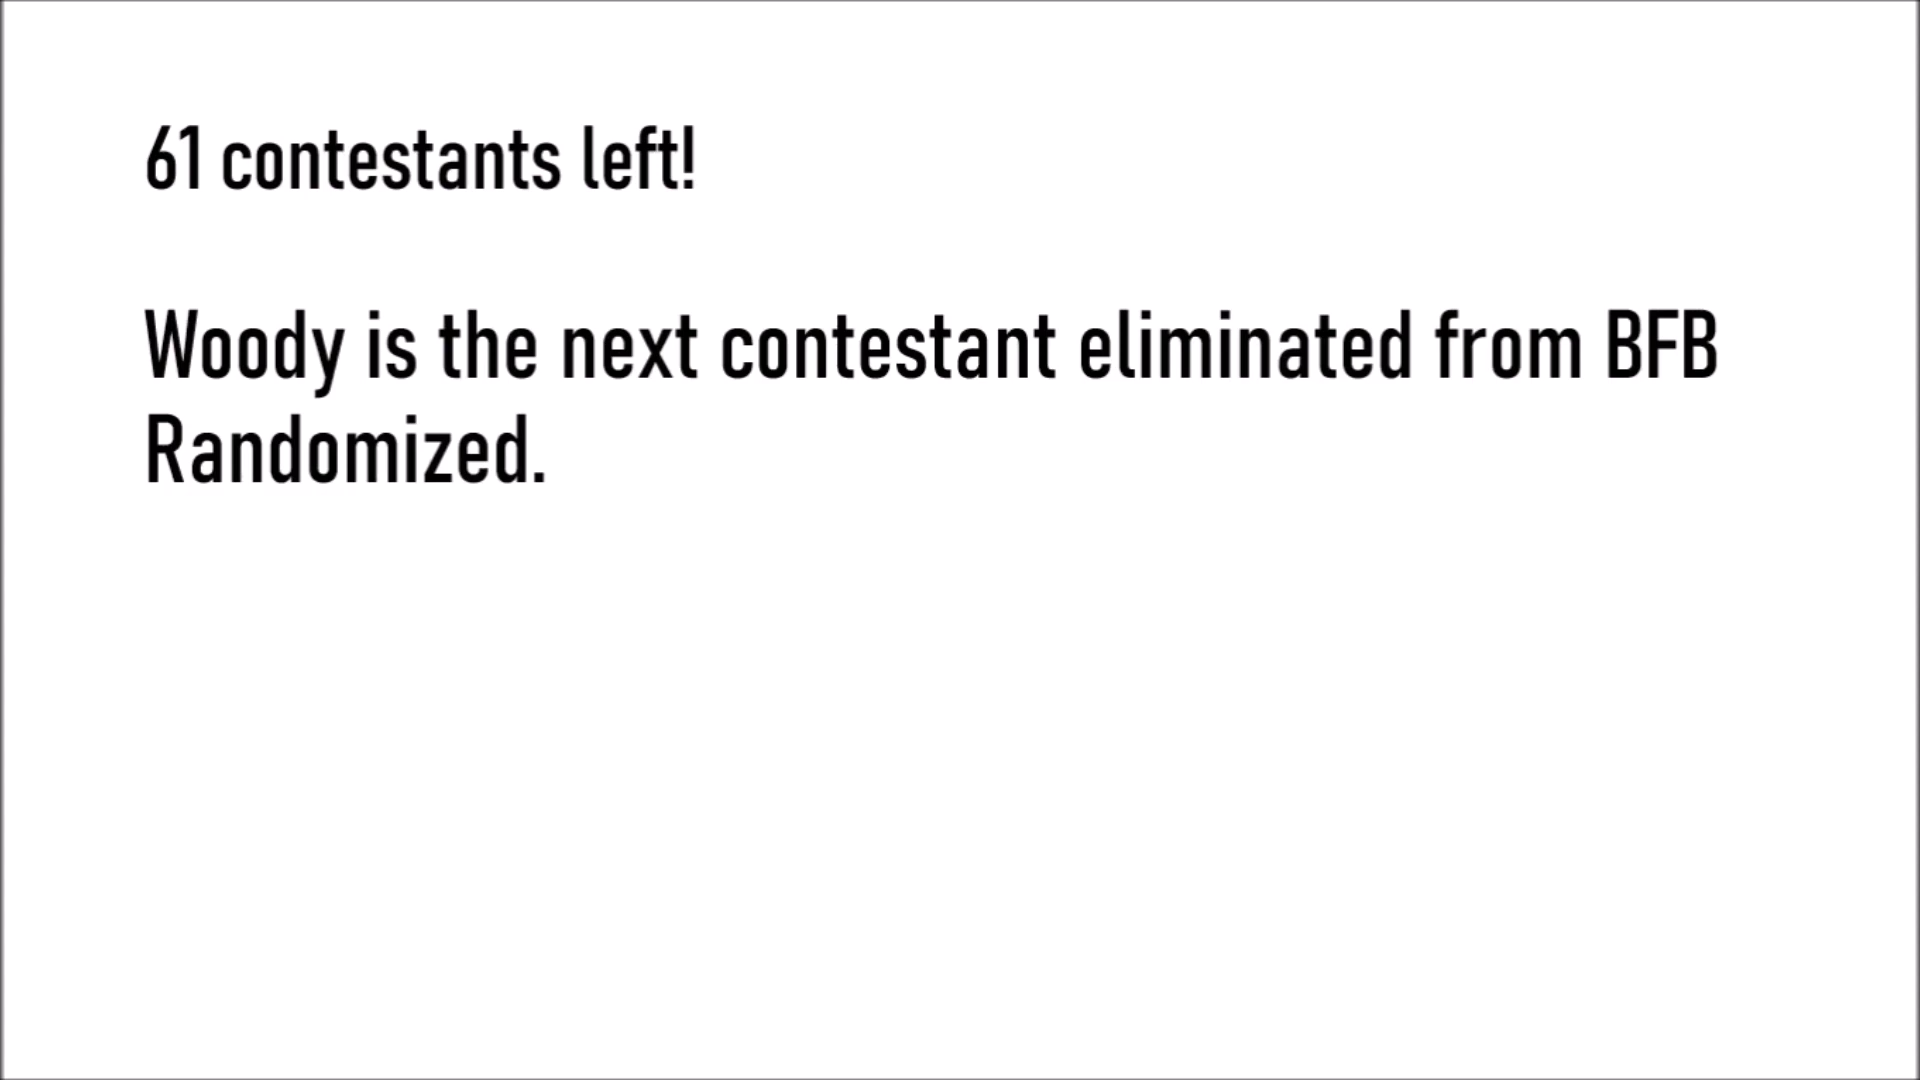 61 contestants left!
Woody is the next contestant eliminated from BFB
Randomized.